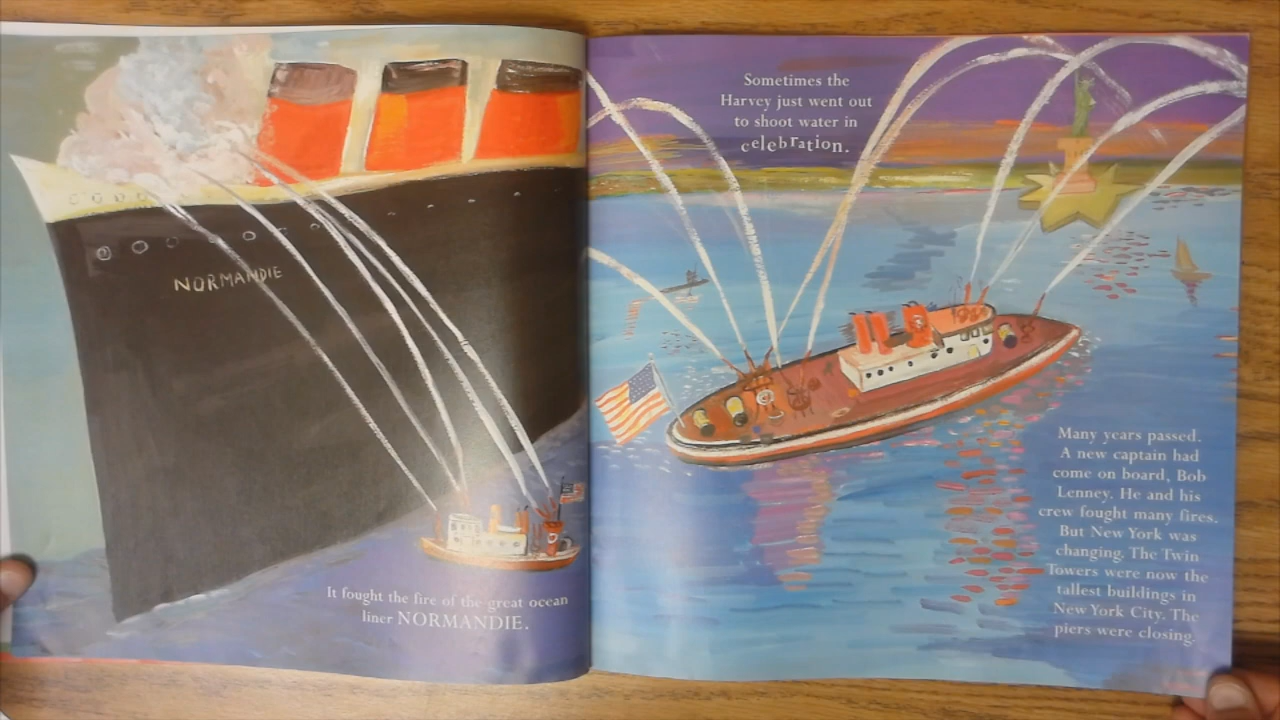 NORMANDIE
It fought the fire of the great ocean
liner NORMANDIE.
Sometimes the
Harvey just went out
to shoot water in
celebration.
Many years passed.
A new captain had
come on board, Bob
Lenney. He and his
crew fought many fires.
But New York was
changing. The Twin
Towers were now the
tallest buildings in
New York City. The
piers were closing.